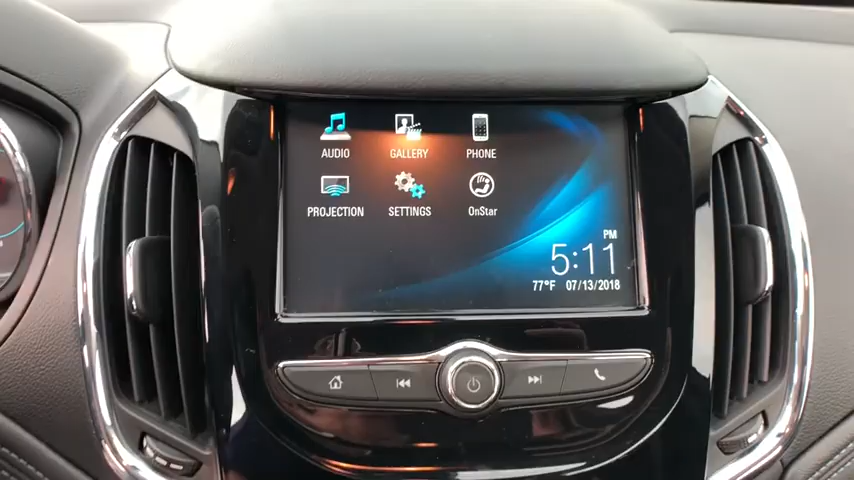 AUDIO GALLERY PHONE
PROJECTION SETTINGS OnStar
PM
5:11
77°F 07/13/2018